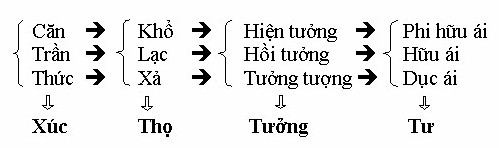 Căn ➔ Khổ ➔ Hiện tưởng ➔ Phi hữu ái
Trần ➔ Lạc ➔ Hồi tưởng ➔ Hữu ái
Thức ➔ Xả ➔ Tưởng tượng ➔ Dục ái
Xúc Thọ Tưởng Tư